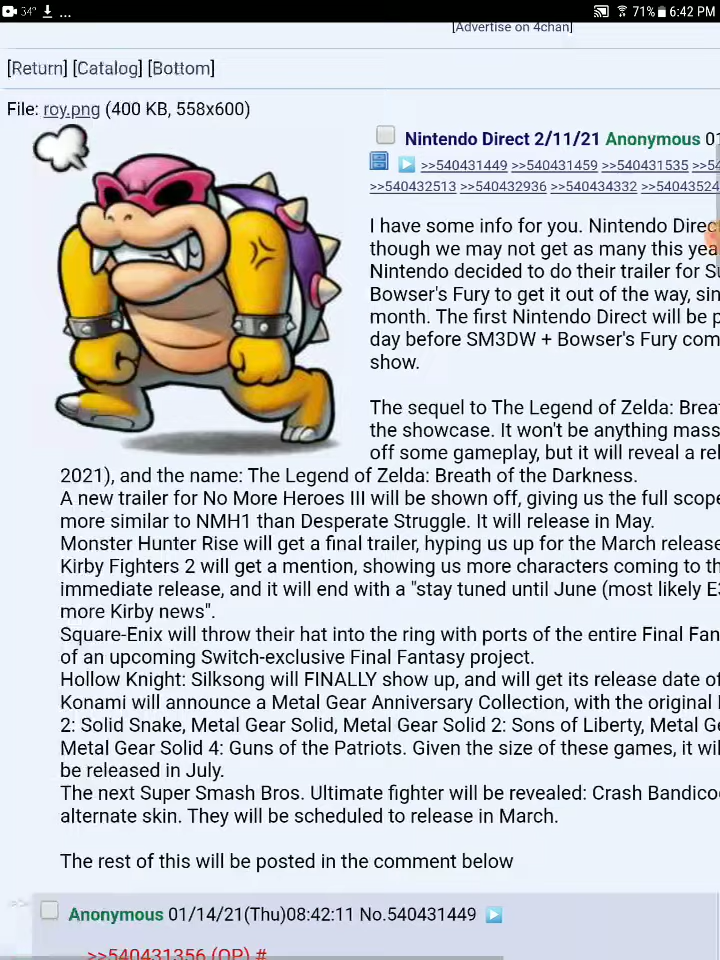 34° ... 71% 6:42 PM
[Advertise on 4chan]
[Return] [Catalog] [Bottom]
File: roy.png (400 KB, 558x600)
Nintendo Direct 2/11/21 Anonymous 01
>>540431449 >>540431459 >>540431535 >>54
>>540432513 >>540432936 >>540434332 >>5404352
I have some info for you. Nintendo Direc
though we may not get as many this yea
Nintendo decided to do their trailer for Su
Bowser's Fury to get it out of the way, sin
month. The first Nintendo Direct will be p
day before SM3DW + Bowser's Fury com
show.
The sequel to The Legend of Zelda: Brea
the showcase. It won't be anything mass
off some gameplay, but it will reveal a rel
2021), and the name: The Legend of Zelda: Breath of the Darkness.
A new trailer for No More Heroes III will be shown off, giving us the full scope
more similar to NMH1 than Desperate Struggle. It will release in May.
Monster Hunter Rise will get a final trailer, hyping us up for the March release
Kirby Fighters 2 will get a mention, showing us more characters coming to th
immediate release, and it will end with a "stay tuned until June (most likely E3
more Kirby news".
Square-Enix will throw their hat into the ring with ports of the entire Final Fan
of an upcoming Switch-exclusive Final Fantasy project.
Hollow Knight: Silksong will FINALLY show up, and will get its release date of
Konami will announce a Metal Gear Anniversary Collection, with the original
2: Solid Snake, Metal Gear Solid, Metal Gear Solid 2: Sons of Liberty, Metal Ge
Metal Gear Solid 4: Guns of the Patriots. Given the size of these games, it wil
be released in July.
The next Super Smash Bros. Ultimate fighter will be revealed: Crash Bandico
alternate skin. They will be scheduled to release in March.
The rest of this will be posted in the comment below
>> Anonymous 01/14/21(Thu)08:42:11 No.540431449
>>540431356 (OP) #